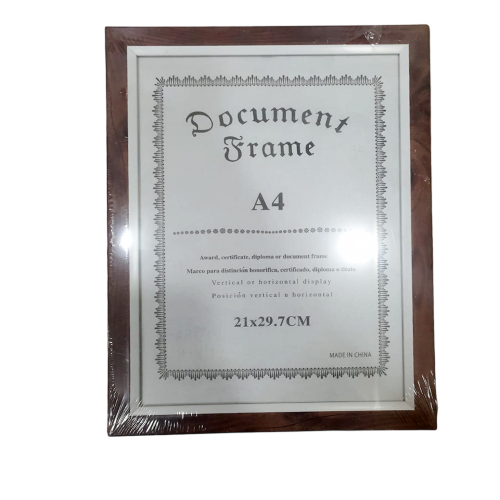 Document
Frame
A4
Award, certificate, diploma or document frame
Marco para distinción honorifica, certificado, diploma o título
Vertical or horizontal display
Posición vertical u horizontal
21x29.7CM
MADE IN CHINA